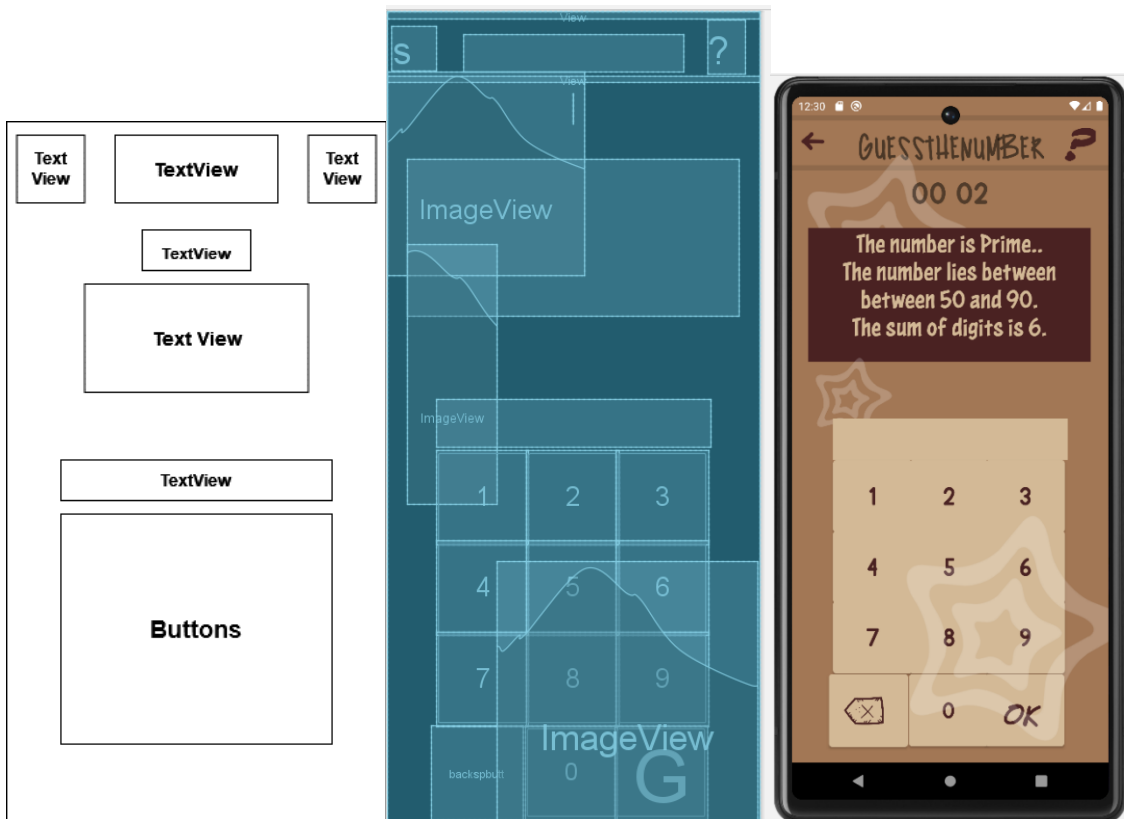 Text
View
TextView
Text
View
TextView
Text View
TextView
Buttons
View
s
?
View
ImageView
ImageView
1 2 3
4 5 6
7 8 9
ImageView
backspbutt
0
G
12:30
GUESSTHENUMBER
?
00 02
The number is Prime..
The number lies between
between 50 and 90.
The sum of digits is 6.
1 2 3
4 5 6
7 8 9
0 OK